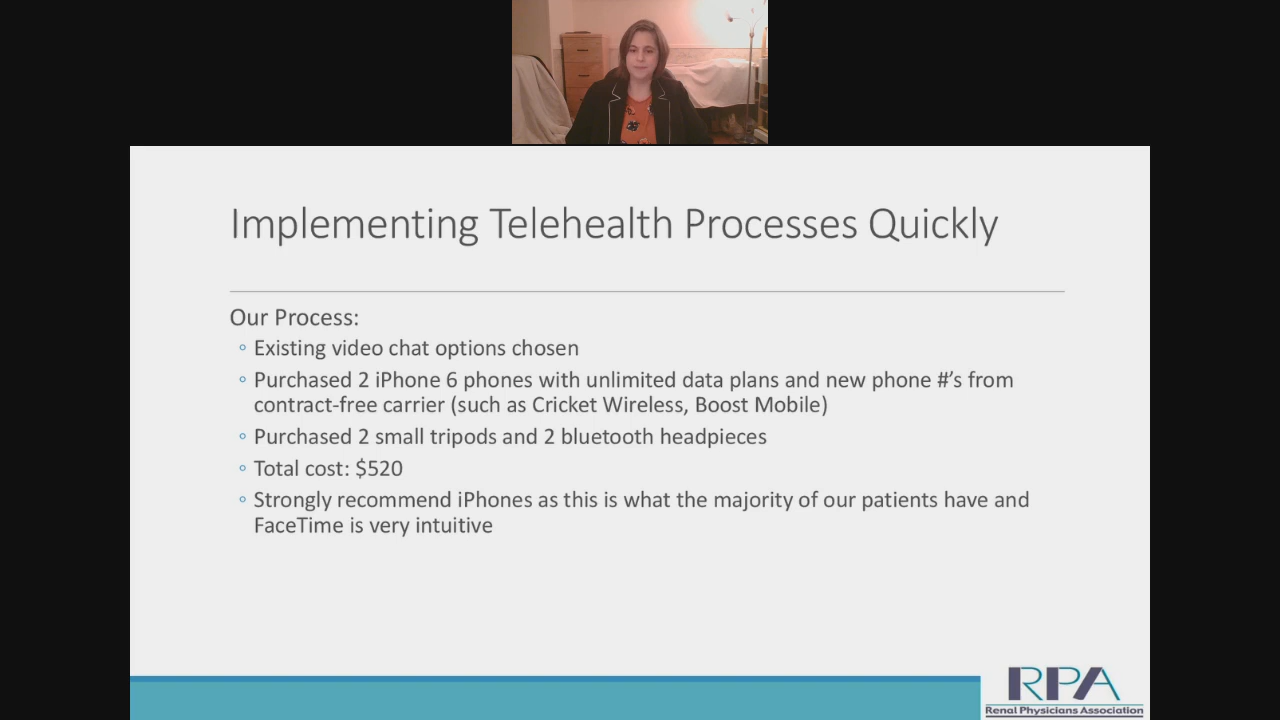 Implementing Telehealth Processes Quickly
Our Process:
◦ Existing video chat options chosen
◦ Purchased 2 iPhone 6 phones with unlimited data plans and new phone #’s from
contract-free carrier (such as Cricket Wireless, Boost Mobile)
◦ Purchased 2 small tripods and 2 bluetooth headpieces
◦ Total cost: $520
◦ Strongly recommend iPhones as this is what the majority of our patients have and
FaceTime is very intuitive
RPA
Renal Physicians Association